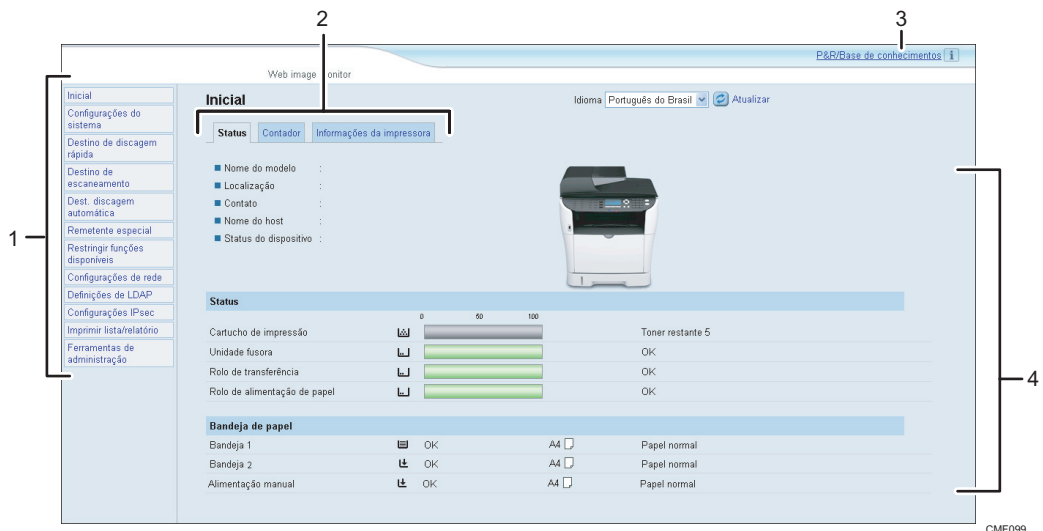 2
3
P&R/Base de conhecimentos
Web image onitor
1
Inicial
Configurações do
sistema
Destino de discagem
rápida
Destino de
escaneamento
Dest. discagem
automática
Remetente especial
Restringir funções
disponíveis
Configurações de rede
Definições de LDAP
Configurações IPsec
Imprimir lista/relatório
Ferramentas de
administração
Inicial
Idioma Português do Brasil Atualizar
Status Contador Informações da impressora
Nome do modelo :
Localização :
Contato :
Nome do host :
Status do dispositivo :
4
Status
0 50 100
Cartucho de impressão Toner restante 5
Unidade fusora OK
Rolo de transferência OK
Rolo de alimentação de papel OK
Bandeja de papel
Bandeja 1 OK A4 Papel normal
Bandeja 2 OK A4 Papel normal
Alimentação manual OK A4 Papel normal
CMF099